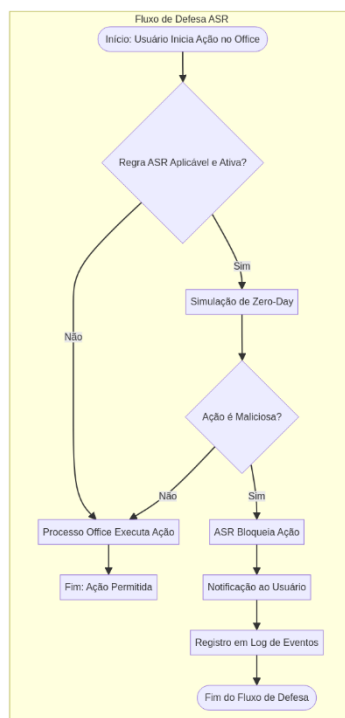 Fluxo de Defesa ASR
Início: Usuário Inicia Ação no Office
Regra ASR Aplicável e Ativa?
Sim
Simulação de Zero-Day
Não
Ação é Maliciosa?
Não
Sim
Processo Office Executa Ação
ASR Bloqueia Ação
Fim: Ação Permitida
Notificação ao Usuário
Registro em Log de Eventos
Fim do Fluxo de Defesa